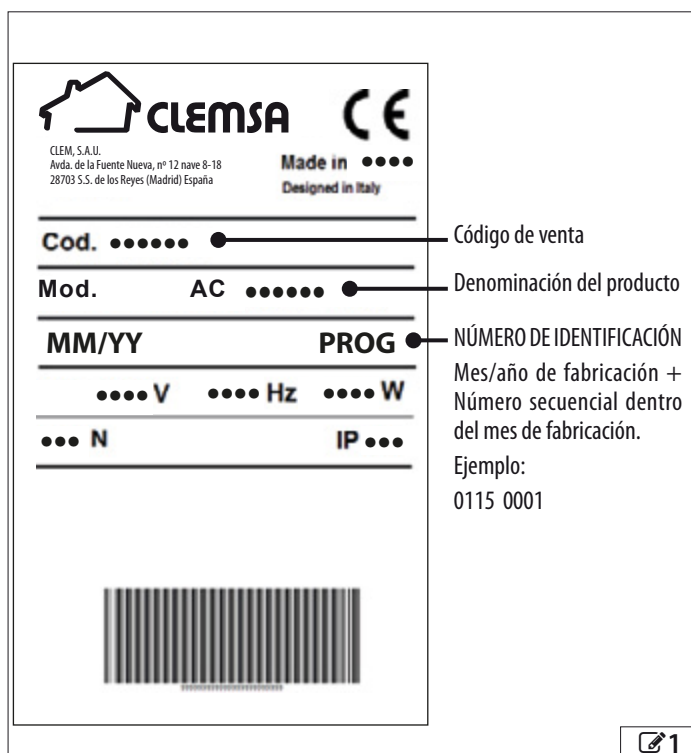 CLEMSA
CLEM, S.A.U.
Avda. de la Fuente Nueva, nº 12 nave 8-18
28703 S.S. de los Reyes (Madrid) España
CE
Made in ••••
Designed in Italy
Cod. ••••••
Código de venta
Mod. AC ••••••
Denominación del producto
MM/YY PROG
NÚMERO DE IDENTIFICACIÓN
Mes/año de fabricación +
Número secuencial dentro
del mes de fabricación.
Ejemplo:
0115 0001
•••• V •••• Hz •••• W
••• N IP •••
1